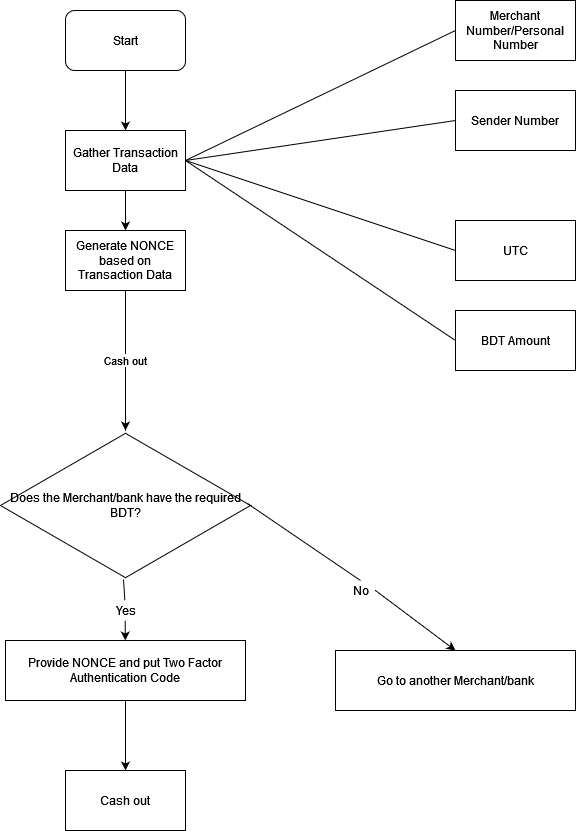 Start
Merchant
Number/Personal
Number
Sender Number
Gather Transaction
Data
Generate NONCE
based on
Transaction Data
UTC
BDT Amount
Cash out
Does the Merchant/bank have the required
BDT?
No
Yes
Provide NONCE and put Two Factor
Authentication Code
Go to another Merchant/bank
Cash out